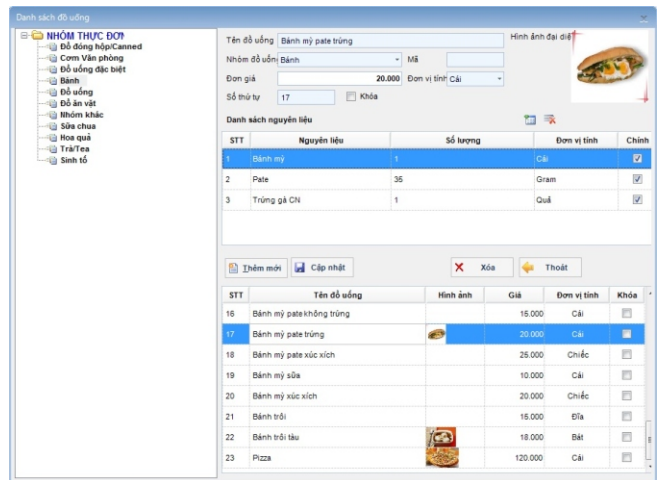 Danh sách đồ uống
NHÓM THỰC ĐƠN
Đồ đóng hộp/Canned
Cơm Văn phòng
Đồ uống đặc biệt
Bánh
Đồ uống
Đồ ăn vặt
Nhóm khác
Sữa chua
Hoa quả
Trà/Tea
Sinh tố
Tên đồ uống Bánh mỳ pate trứng Hình ảnh đại diệ
Nhóm đồ uốn Bánh Mã
Đơn giá 20.000 Đơn vị tính Cái
Số thứ tự 17 Khóa
Danh sách nguyên liệu
STT Nguyên liệu Số lượng Đơn vị tính Chính
1 Bánh mỳ 1 Cái
2 Pate 35 Gram
3 Trứng gà CN 1 Quả
Thêm mới Cập nhật Xóa Thoát
STT Tên đồ uống Hình ảnh Giá Đơn vị tính Khóa
16 Bánh mỳ pate không trứng 15.000 Cái
17 Bánh mỳ pate trứng 20.000 Cái
18 Bánh mỳ pate xúc xích 25.000 Chiếc
19 Bánh mỳ sữa 10.000 Cái
20 Bánh mỳ xúc xích 20.000 Chiếc
21 Bánh trôi 15.000 Đĩa
22 Bánh trôi tàu 18.000 Bát
23 Pizza 120.000 Cái